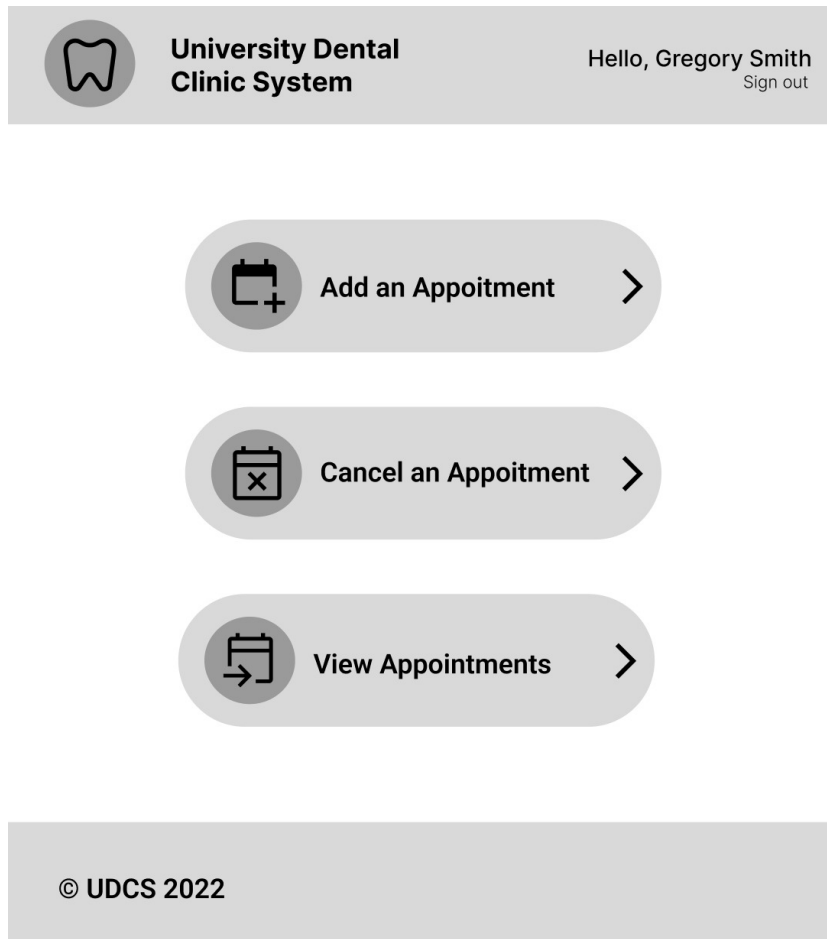 University Dental
Clinic System
Hello, Gregory Smith
Sign out
Add an Appoitment
Cancel an Appoitment
View Appointments
© UDCS 2022